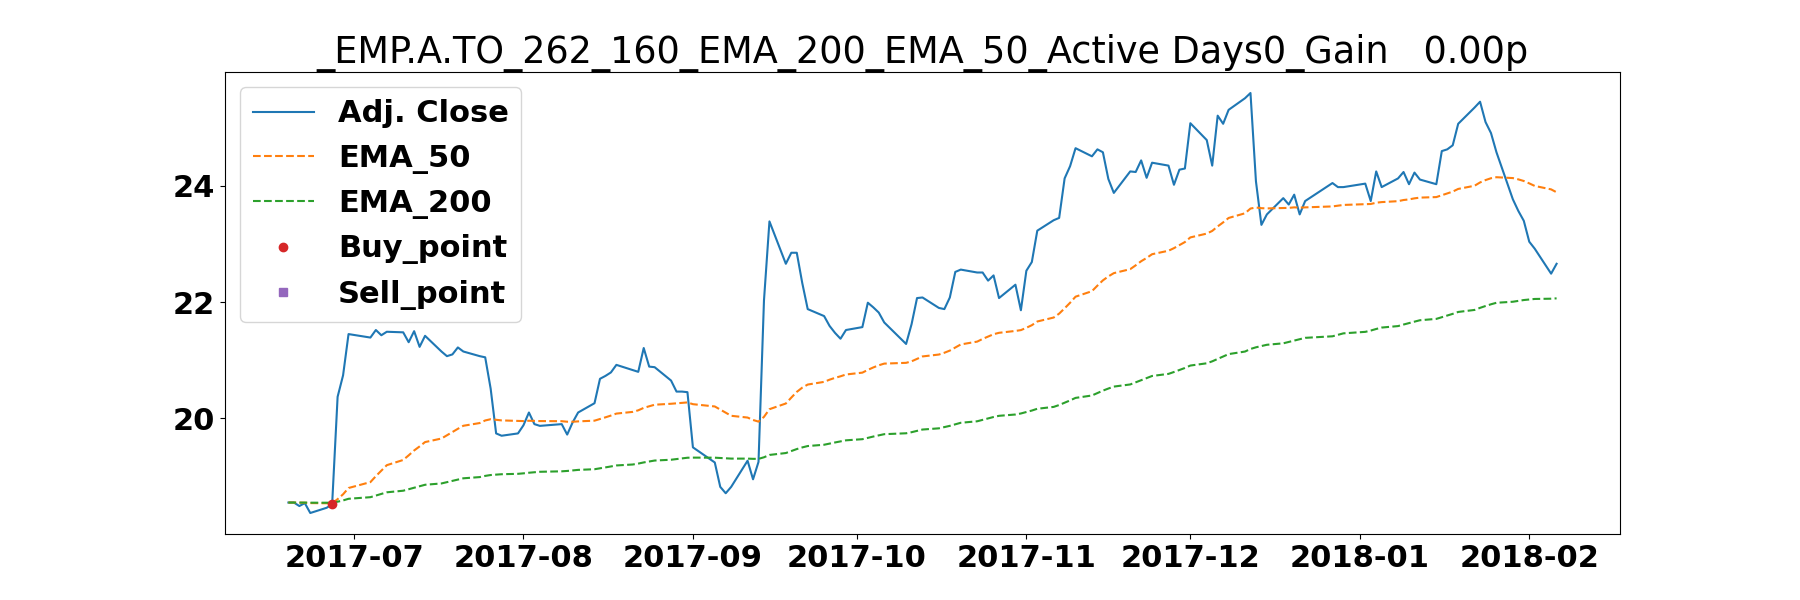 _EMP.A.TO_262_160_EMA_200_EMA_50_Active Days0_Gain   0.00p
Adj. Close
EMA_50
EMA_200
Buy_point
Sell_point
24
22
20
2017-07 2017-08 2017-09 2017-10 2017-11 2017-12 2018-01 2018-02